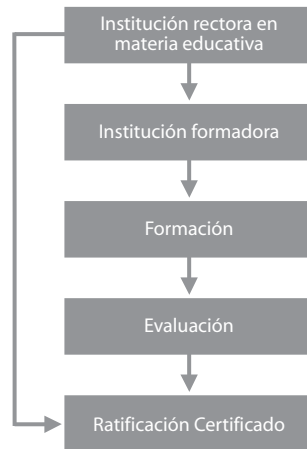 Institución rectora en
materia educativa
Institución formadora
Formación
Evaluación
Ratificación Certificado